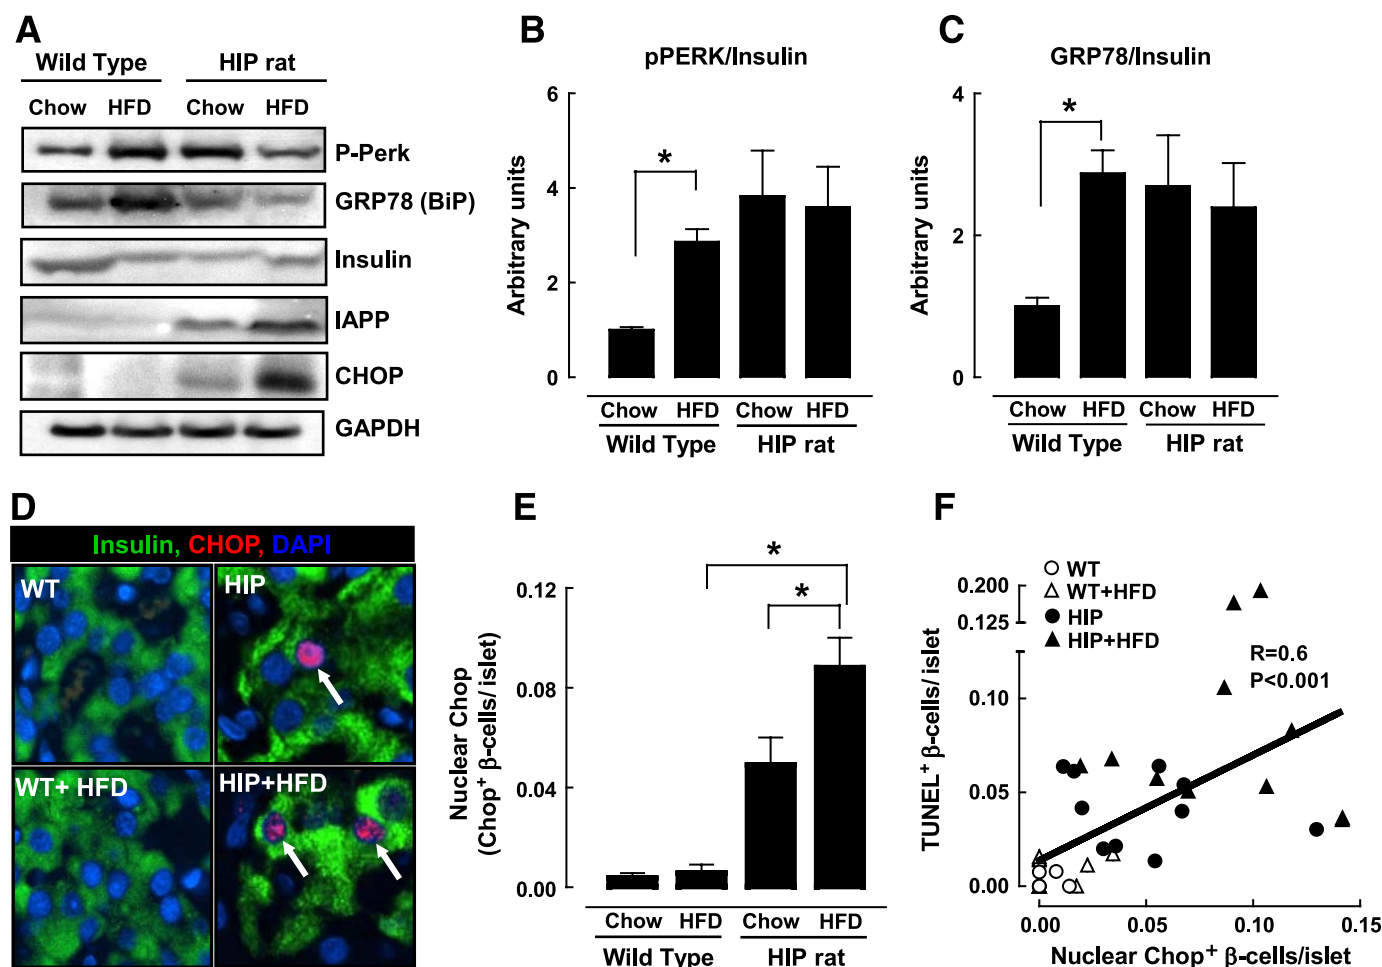 A
Wild Type HIP rat
Chow HFD Chow HFD
P-Perk
GRP78 (BiP)
Insulin
IAPP
CHOP
GAPDH
B
pPERK/Insulin
Arbitrary units
6
4
2
0
*
Chow HFD Chow HFD
Wild Type HIP rat
C
GRP78/Insulin
Arbitrary units
4
2
0
*
Chow HFD Chow HFD
Wild Type HIP rat
D
Insulin, CHOP, DAPI
WT HIP
WT+ HFD HIP+HFD
E
Nuclear Chop
(Chop⁺ β-cells/ islet)
0.12
0.08
0.04
0.00
*
*
Chow HFD Chow HFD
Wild Type HIP rat
F
TUNEL⁺ β-cells/ islet
0.200
0.125
0.10
0.05
0.00
WT
WT+HFD
HIP
HIP+HFD
R=0.6
P<0.001
0.00 0.05 0.10 0.15
Nuclear Chop⁺ β-cells/islet